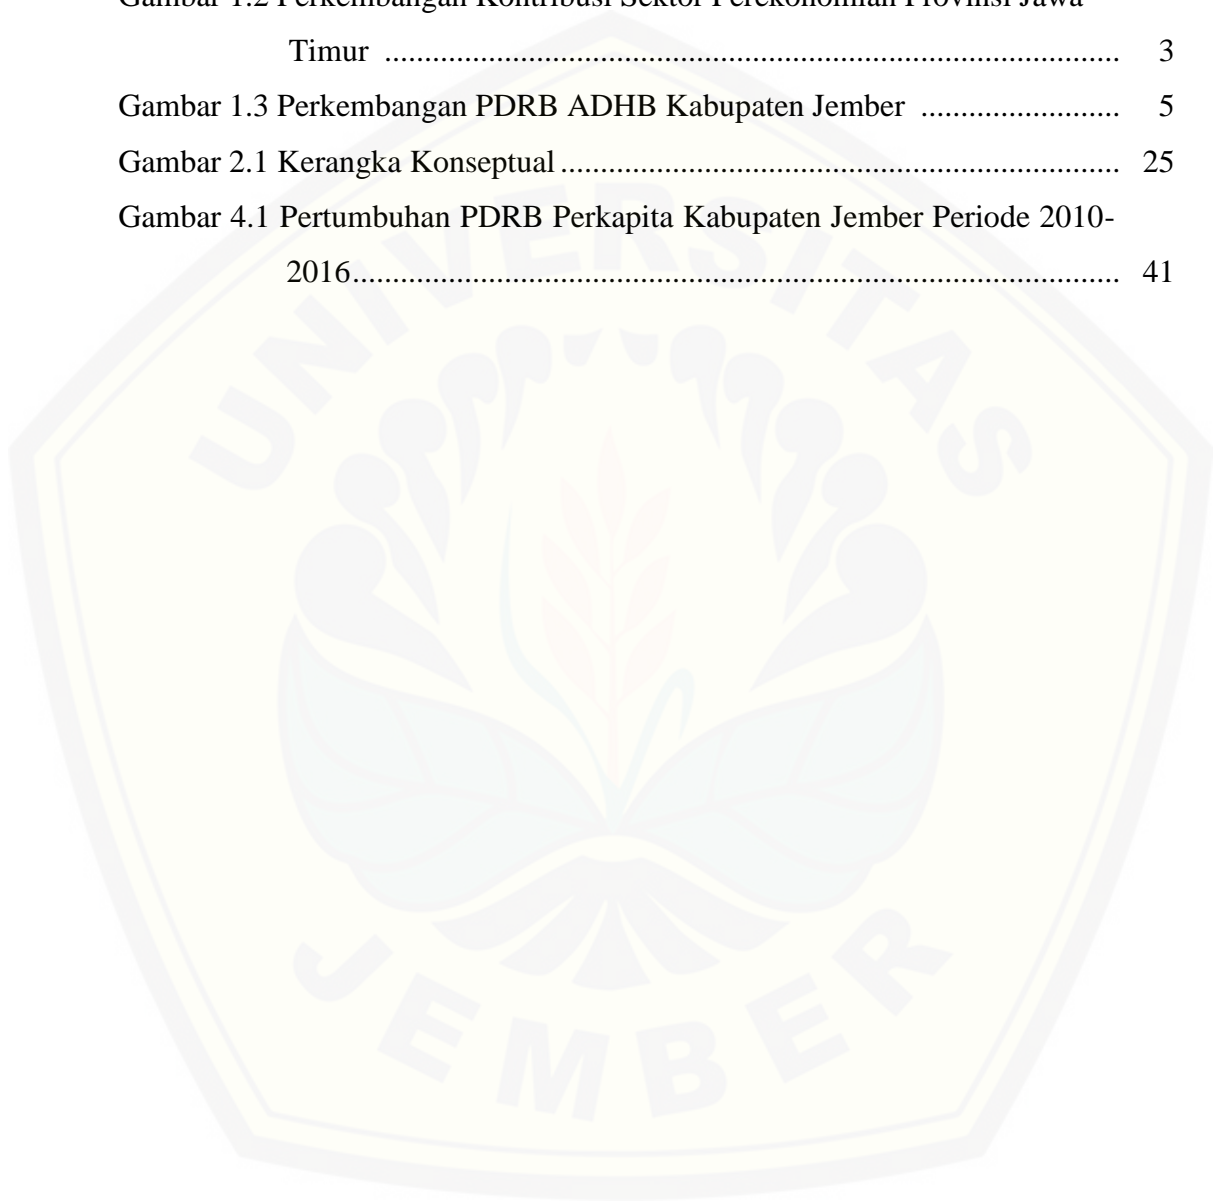 Gambar 1.2 Perkembangan Kontribusi Sektor Perekonomian Provinsi Jawa
Timur ............................................................................................ 3
Gambar 1.3 Perkembangan PDRB ADHB Kabupaten Jember ......................... 5
Gambar 2.1 Kerangka Konseptual...................................................................... 25
Gambar 4.1 Pertumbuhan PDRB Perkapita Kabupaten Jember Periode 2010-
2016................................................................................................ 41
UNIVERSITAS
JEMBER